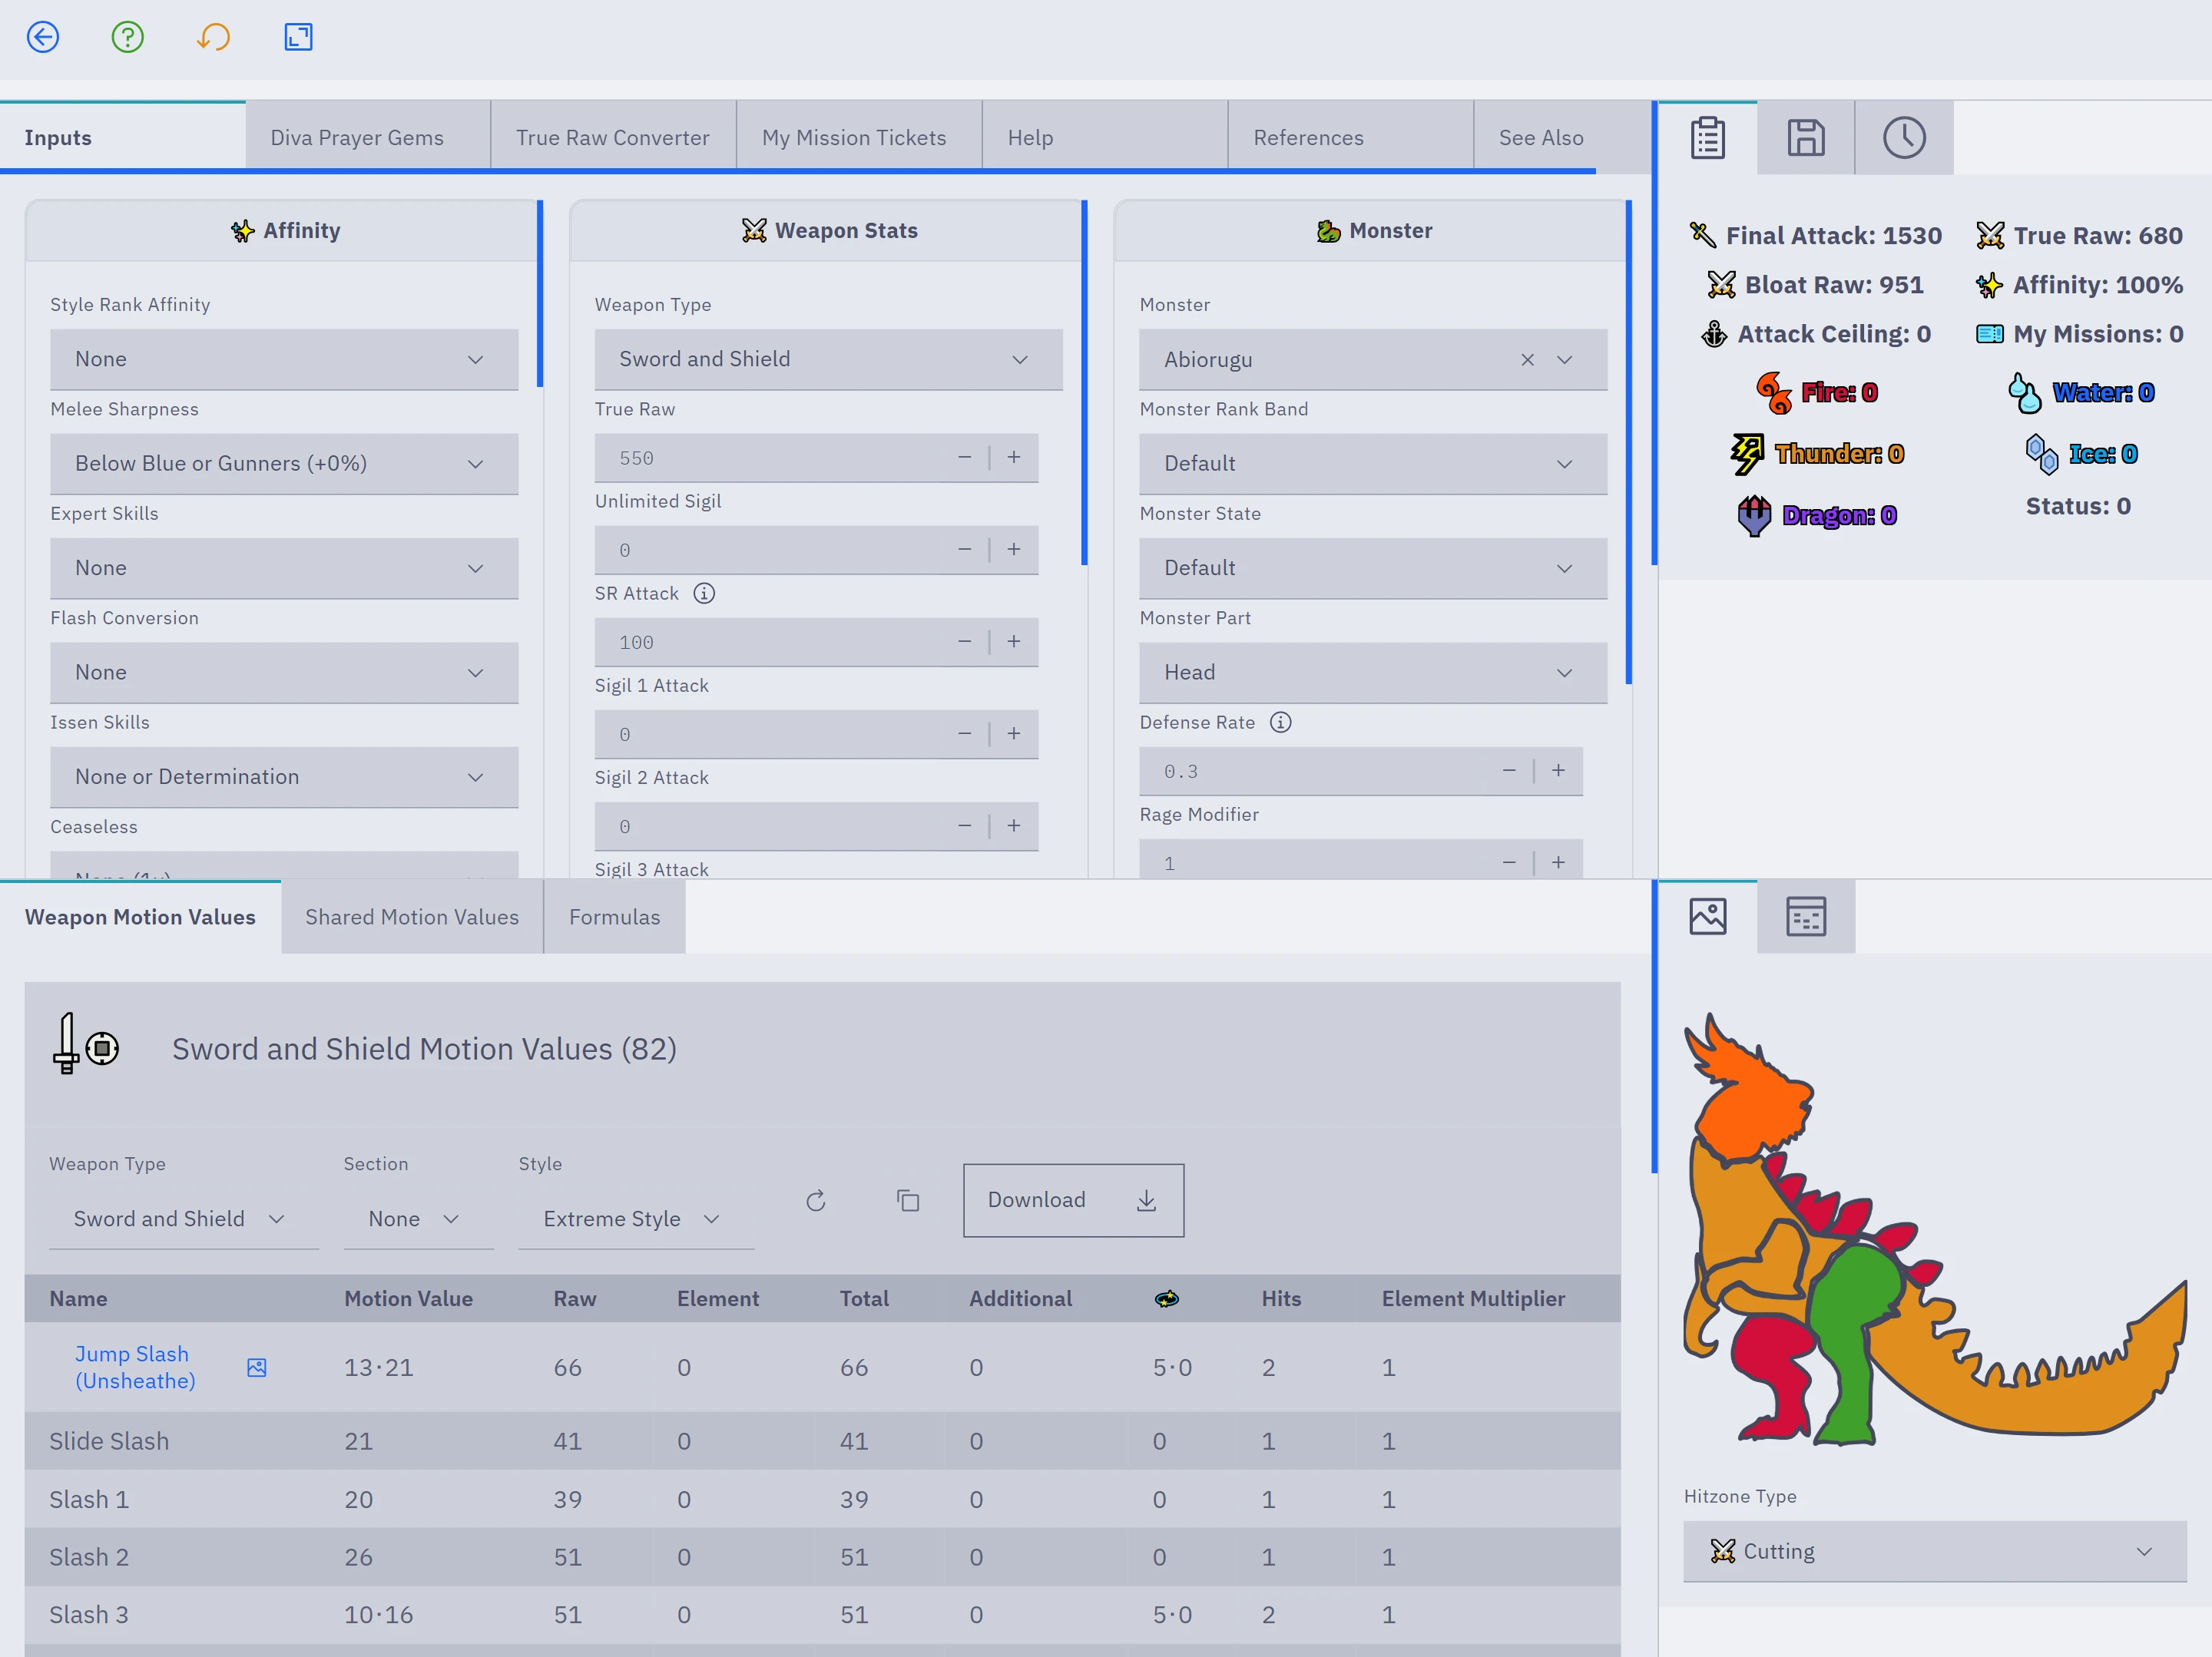 Inputs
Diva Prayer Gems
True Raw Converter
My Mission Tickets
Help
References
See Also
Affinity
Style Rank Affinity
None
Melee Sharpness
Below Blue or Gunners (+0%)
Expert Skills
None
Flash Conversion
None
Issen Skills
None or Determination
Ceaseless
None (1x)
Weapon Stats
Weapon Type
Sword and Shield
True Raw
550
Unlimited Sigil
0
SR Attack
100
Sigil 1 Attack
0
Sigil 2 Attack
0
Sigil 3 Attack
Monster
Monster
Abiorugu
Monster Rank Band
Default
Monster State
Default
Monster Part
Head
Defense Rate
0.3
Rage Modifier
1
Final Attack: 1530
True Raw: 680
Bloat Raw: 951
Affinity: 100%
Attack Ceiling: 0
My Missions: 0
Fire: 0
Water: 0
Thunder: 0
Ice: 0
Dragon: 0
Status: 0
Weapon Motion Values
Shared Motion Values
Formulas
Sword and Shield Motion Values (82)
Weapon Type
Section
Style
Sword and Shield
None
Extreme Style
Download
Name Motion Value Raw Element Total Additional Hits Element Multiplier
Jump Slash
(Unsheathe) 13·21 66 0 66 0 5·0 2 1
Slide Slash 21 41 0 41 0 0 1 1
Slash 1 20 39 0 39 0 0 1 1
Slash 2 26 51 0 51 0 0 1 1
Slash 3 10·16 51 0 51 0 5·0 2 1
Hitzone Type
Cutting